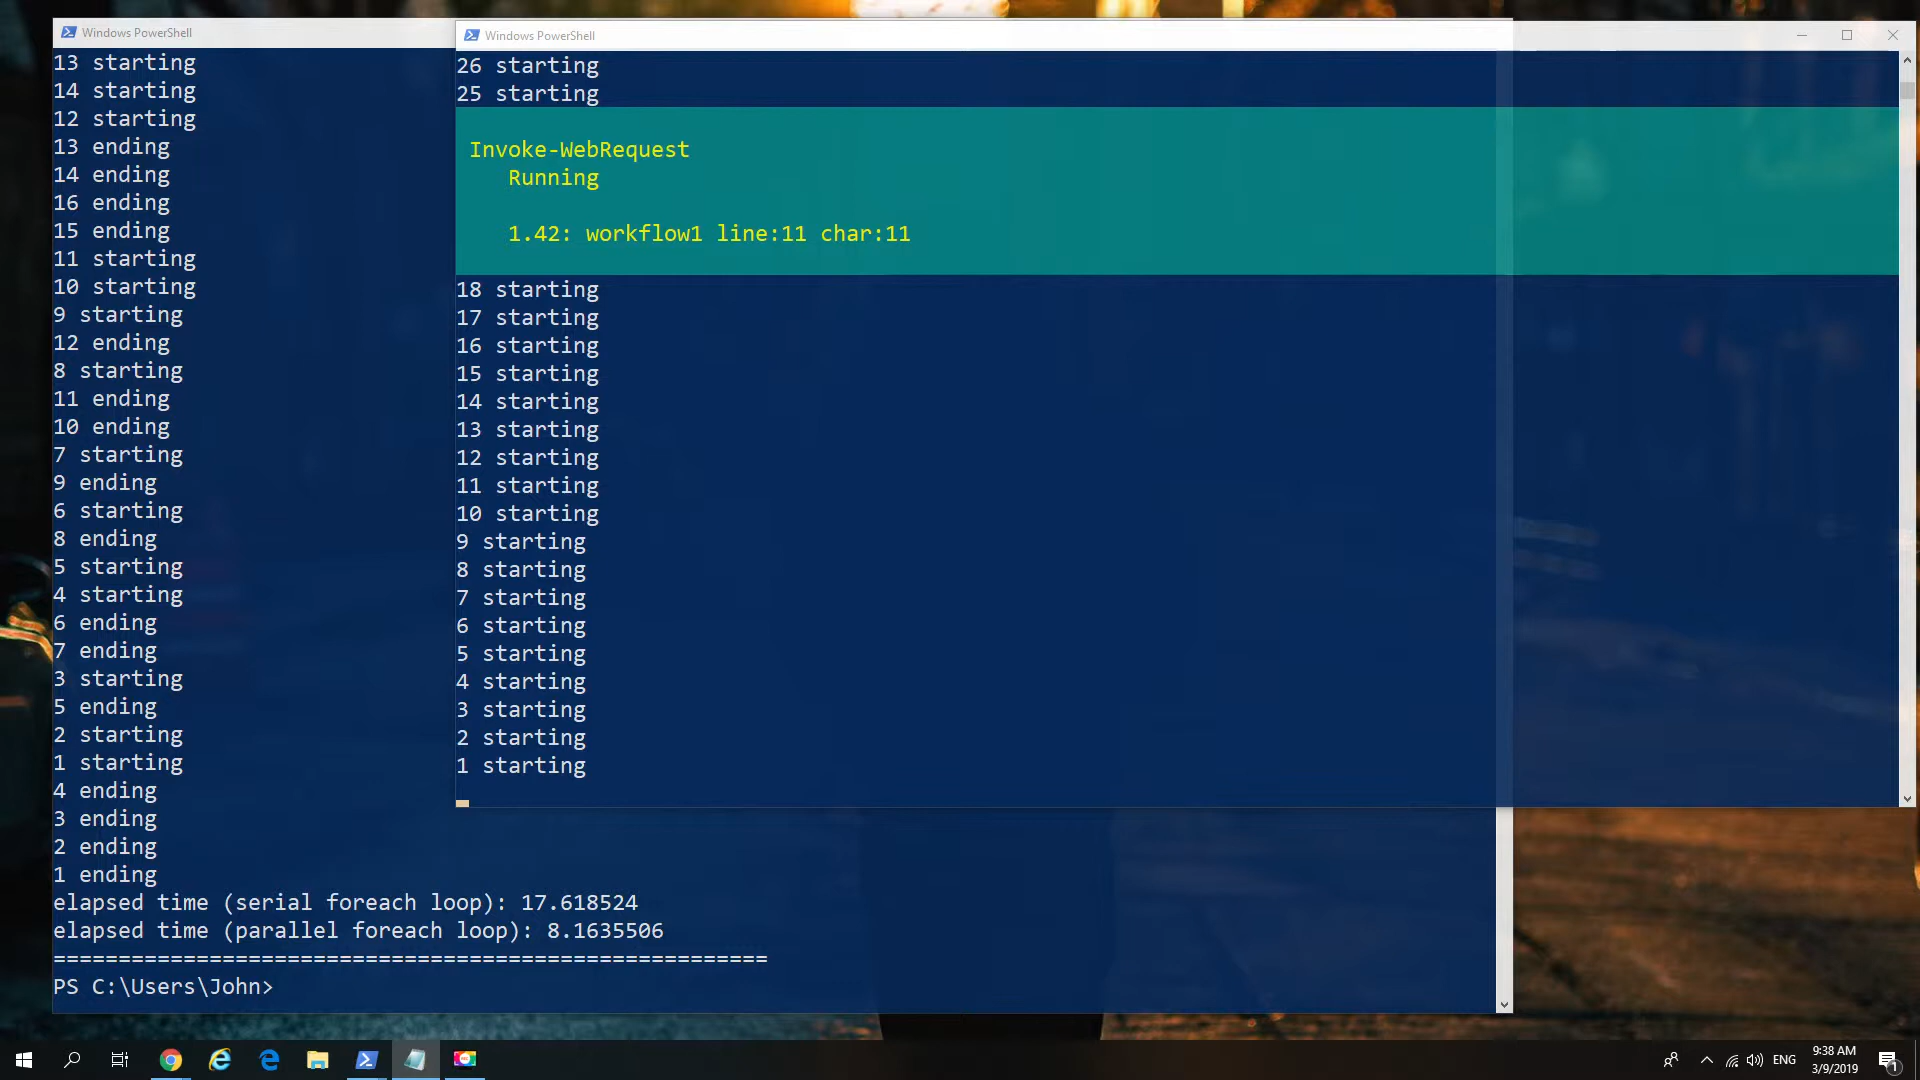 Windows PowerShell
13 starting
14 starting
12 starting
13 ending
14 ending
16 ending
15 ending
11 starting
10 starting
9 starting
12 ending
8 starting
11 ending
10 ending
7 starting
9 ending
6 starting
8 ending
5 starting
4 starting
6 ending
7 ending
3 starting
5 ending
2 starting
1 starting
4 ending
3 ending
2 ending
1 ending
elapsed time (serial foreach loop): 17.618524
elapsed time (parallel foreach loop): 8.1635506
=======================================================
PS C:\Users\John>
Windows PowerShell
26 starting
25 starting
Invoke-WebRequest
Running
1.42: workflow1 line:11 char:11
18 starting
17 starting
16 starting
15 starting
14 starting
13 starting
12 starting
11 starting
10 starting
9 starting
8 starting
7 starting
6 starting
5 starting
4 starting
3 starting
2 starting
1 starting
ENG
9:38 AM
3/9/2019
1